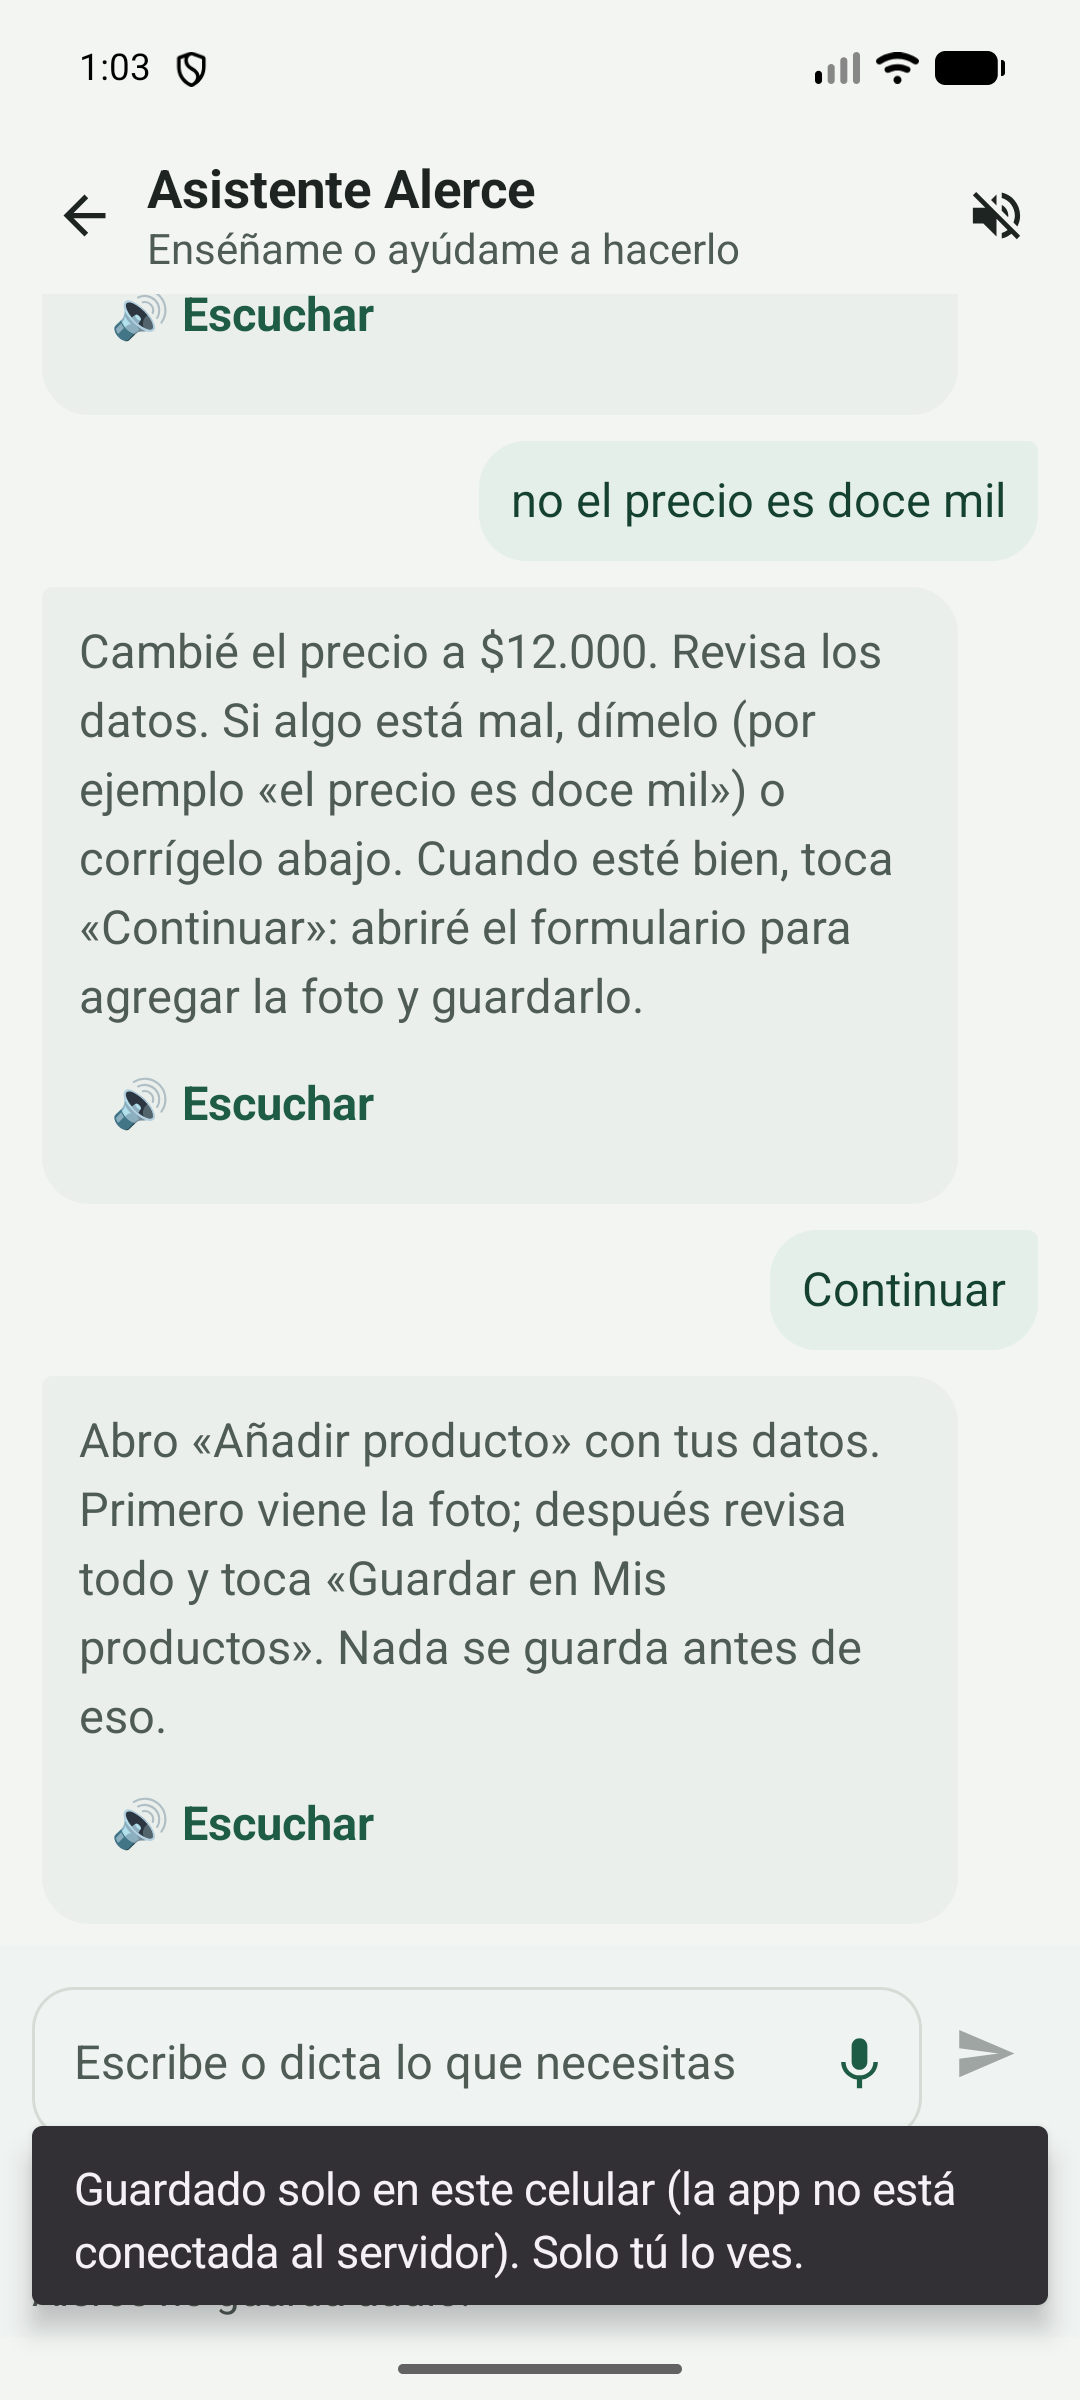 1:03
Asistente Alerce
Enséñame o ayúdame a hacerlo
Escuchar
no el precio es doce mil
Cambié el precio a $12.000. Revisa los
datos. Si algo está mal, dímelo (por
ejemplo «el precio es doce mil») o
corrígelo abajo. Cuando esté bien, toca
«Continuar»: abriré el formulario para
agregar la foto y guardarlo.
Escuchar
Continuar
Abro «Añadir producto» con tus datos.
Primero viene la foto; después revisa
todo y toca «Guardar en Mis
productos». Nada se guarda antes de
eso.
Escuchar
Escribe o dicta lo que necesitas
Guardado solo en este celular (la app no está
conectada al servidor). Solo tú lo ves.